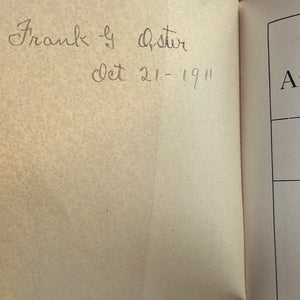 Frank G Oster
Oct 21-1911
A